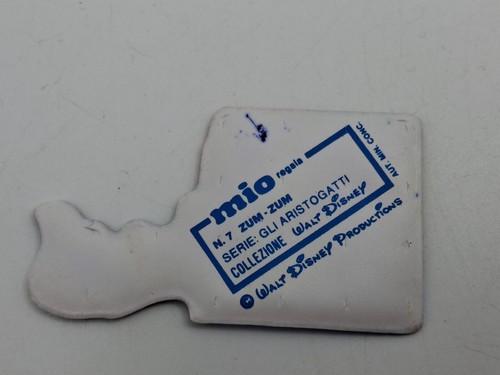 mio regala
N. 7 ZUM-ZUM
SERIE: GLI ARISTOGATTI
COLLEZIONE WALT DISNEY
© WALT DISNEY PRODUCTIONS
AUT. MIN. CONC.